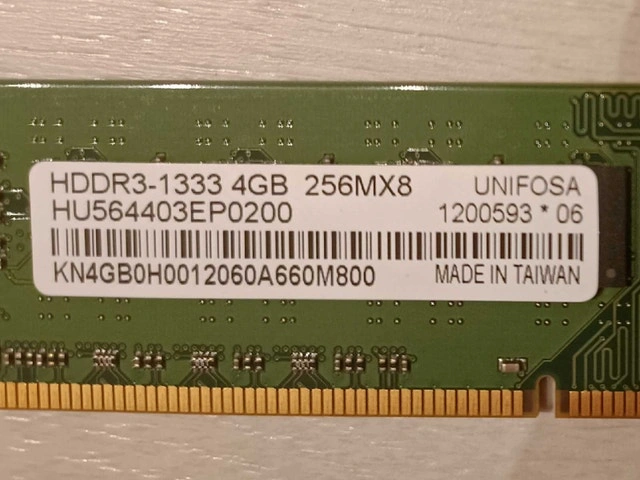 HDDR3-1333 4GB 256MX8 UNIFOSA
HU564403EP0200 1200593 * 06
KN4GB0H0012060A660M800 MADE IN TAIWAN